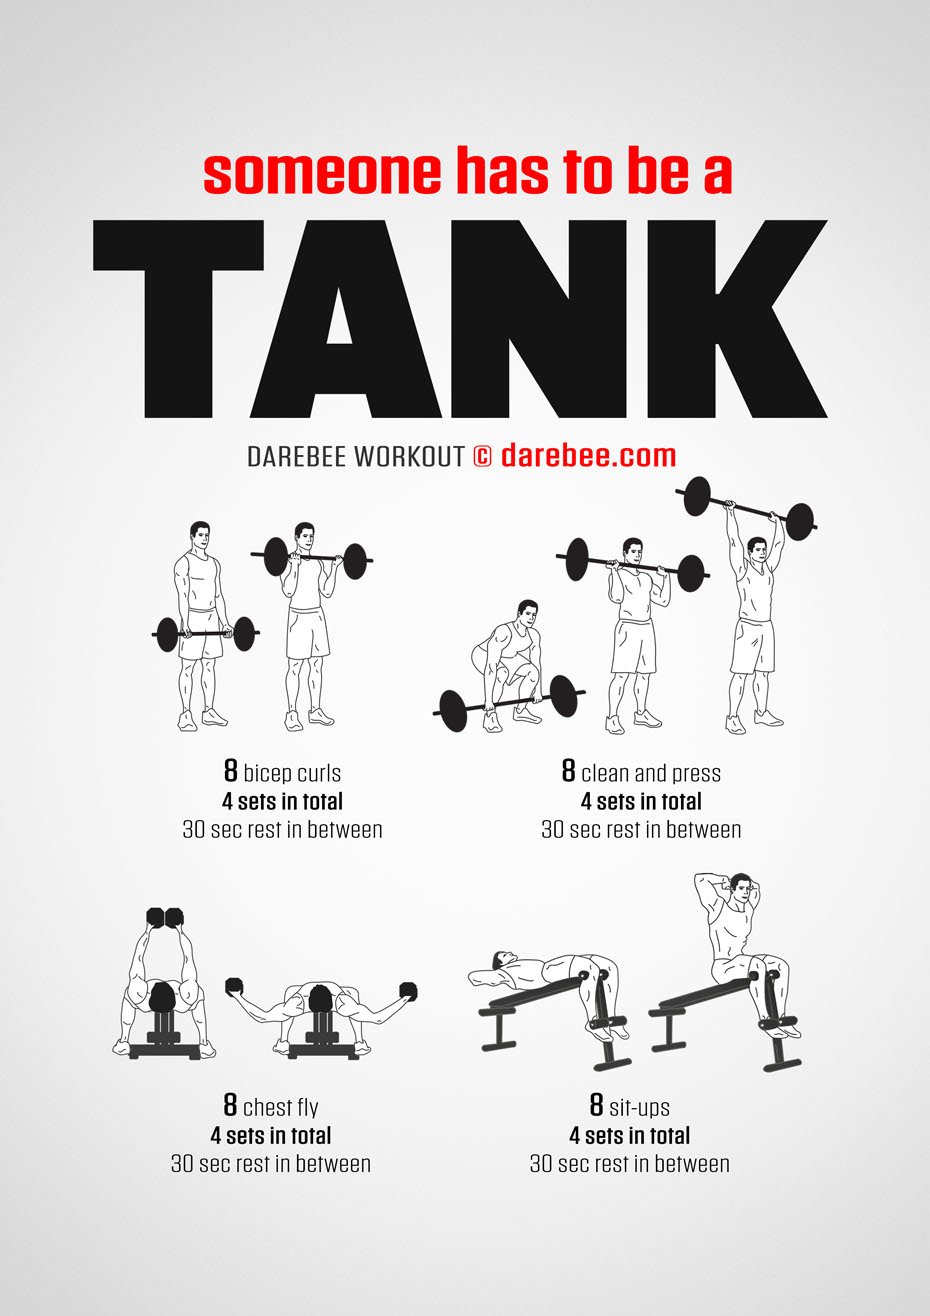 someone has to be a
TANK
DAREBEE WORKOUT © darebee.com
8 bicep curls
4 sets in total
30 sec rest in between
8 clean and press
4 sets in total
30 sec rest in between
8 chest fly
4 sets in total
30 sec rest in between
8 sit-ups
4 sets in total
30 sec rest in between